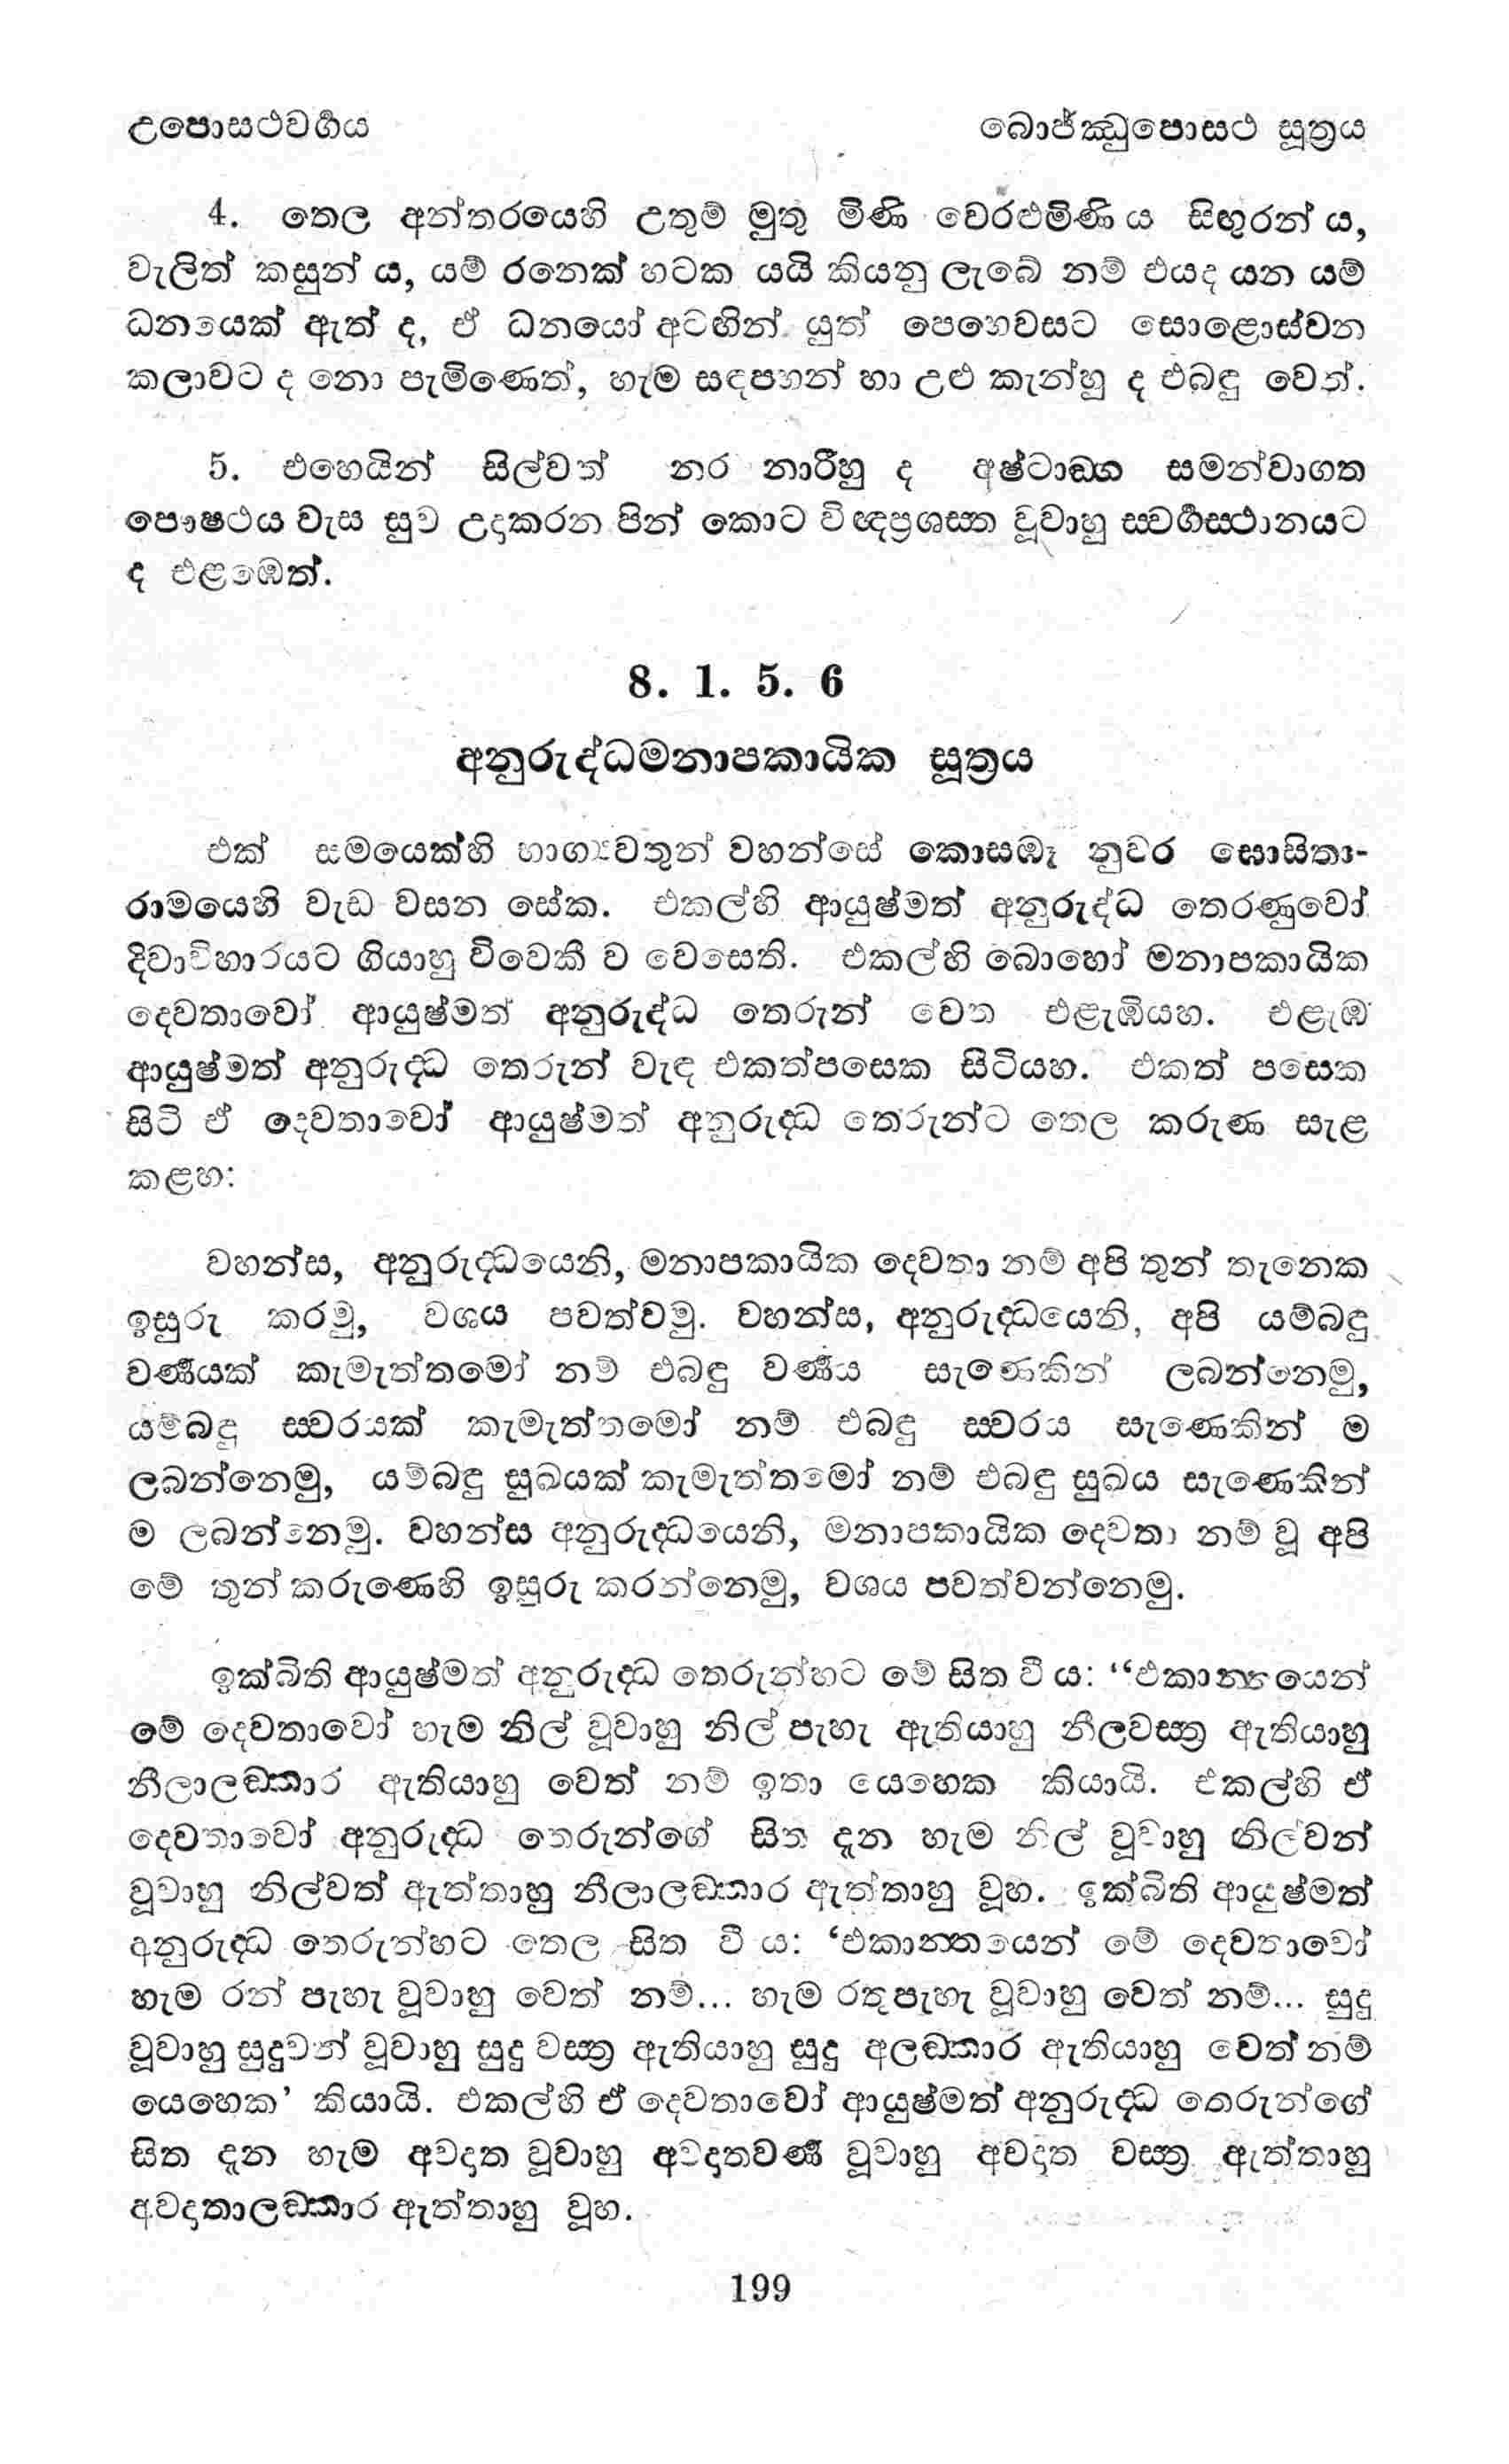 උපොසථවර්ගය බොජ්ඣුපොසථ සූත්‍රය
4. තෙල අන්තරයෙහි උතුම් මුතු මිණි වෙරළුමිණි ය සිඟුරන් ය,
වැලිත් කසුන් ය, යම් රනෙක් හටක යයි කියනු ලැබේ නම් එයද යන යම්
ධනයෙක් ඇත් ද, ඒ ධනයෝ අටඟින් යුත් පෙහෙවසට සොළොස්වන
කලාවට ද නො පැමිණෙත්, හැම සඳපහන් හා උළු කැන්හු ද එබඳු වෙත්.
5. එහෙයින් සිල්වත් නර නාරීහු ද අෂ්ටාඞ්ග සමන්වාගත
පෞෂථය වැස සුව උදාකරන පින් කොට විඥප්‍රශස්ත වූවාහු ස්වර්ගස්ථානයට
ද එළඹෙත්.
8. 1. 5. 6
අනුරුද්ධමනාපකායික සූත්‍රය
එක් සමයෙක්හි භාග්‍යවතුන් වහන්සේ කොසඹෑ නුවර ඝොසිතා-
රාමයෙහි වැඩ වසන සේක. එකල්හි ආයුෂ්මත් අනුරුද්ධ තෙරණුවෝ
දිවාවිහාරයට ගියාහු විවෙකී ව වෙසෙති. එකල්හි බොහෝ මනාපකායික
දෙවතාවෝ ආයුෂ්මත් අනුරුද්ධ තෙරුන් වෙත එළැඹියහ. එළැඹ
ආයුෂ්මත් අනුරුද්ධ තෙරුන් වැඳ එකත්පසෙක සිටියහ. එකත් පසෙක
සිටි ඒ දෙවතාවෝ ආයුෂ්මත් අනුරුද්ධ තෙරුන්ට තෙල කරුණ සැළ
කළහ:
වහන්ස, අනුරුද්ධයෙනි, මනාපකායික දෙවතා නම් අපි තුන් තැනෙක
ඉසුරු කරමු, වශය පවත්වමු. වහන්ස, අනුරුද්ධයෙනි, අපි යම්බඳු
වර්ණයක් කැමැත්තමෝ නම් එබඳු වර්ණය සැණෙකින් ලබන්නෙමු,
යම්බඳු ස්වරයක් කැමැත්තමෝ නම් එබඳු ස්වරය සැණෙකින් ම
ලබන්නෙමු, යම්බඳු සුඛයක් කැමැත්තමෝ නම් එබඳු සුඛය සැණෙකින්
ම ලබන්නෙමු. වහන්ස අනුරුද්ධයෙනි, මනාපකායික දෙවතා නම් වූ අපි
මේ තුන් කරුණෙහි ඉසුරු කරන්නෙමු, වශය පවත්වන්නෙමු.
ඉක්බිති ආයුෂ්මත් අනුරුද්ධ තෙරුන්හට මේ සිත වී ය: “එකාන්තයෙන්
මේ දෙවතාවෝ හැම නිල් වූවාහු නිල් පැහැ ඇතියාහු නීලවස්ත්‍ර ඇතියාහු
නීලාලඞ්කාර ඇතියාහු වෙත් නම් ඉතා යෙහෙක කියායි. එකල්හි ඒ
දෙවතාවෝ අනුරුද්ධ තෙරුන්ගේ සිත දැන හැම නිල් වූවාහු නිල්වන්
වූවාහු නිල්වත් ඇත්තාහු නීලාලඞ්කාර ඇත්තාහු වූහ. ඉක්බිති ආයුෂ්මත්
අනුරුද්ධ තෙරුන්හට තෙල සිත වී ය: ‘එකාන්තයෙන් මේ දෙවතාවෝ
හැම රන් පැහැ වූවාහු වෙත් නම්... හැම රතුපැහැ වූවාහු වෙත් නම්... සුදු
වූවාහු සුදුවන් වූවාහු සුදු වස්ත්‍ර ඇතියාහු සුදු අලඞ්කාර ඇතියාහු වෙත් නම්
යෙහෙක’ කියායි. එකල්හි ඒ දෙවතාවෝ ආයුෂ්මත් අනුරුද්ධ තෙරුන්ගේ
සිත දැන හැම අවදාත වූවාහු අවදාතවර්ණ වූවාහු අවදාත වස්ත්‍ර ඇත්තාහු
අවදාතාලඞ්කාර ඇත්තාහු වූහ.
199